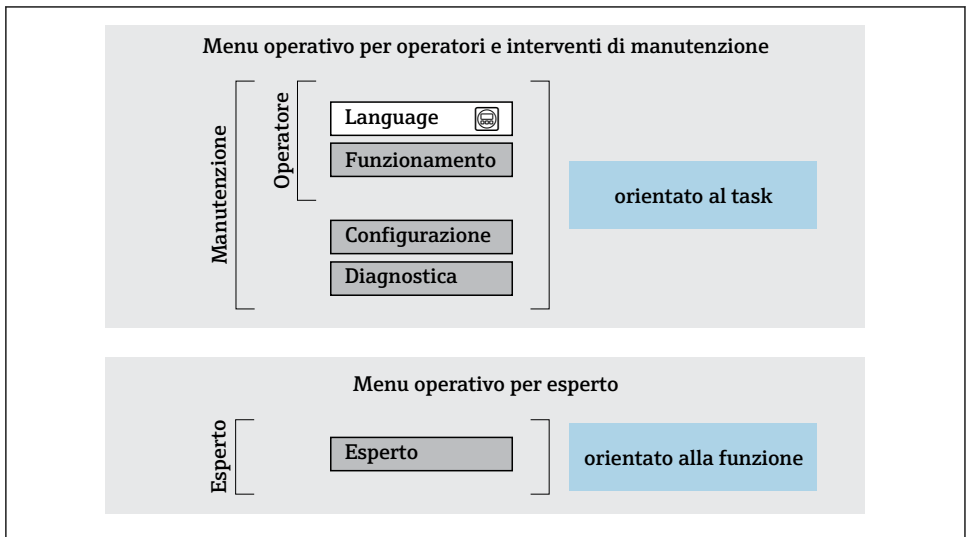 Menu operativo per operatori e interventi di manutenzione
Manutenzione
Operatore
Language
Funzionamento
Configurazione
Diagnostica
orientato al task
Menu operativo per esperto
Esperto
Esperto
orientato alla funzione